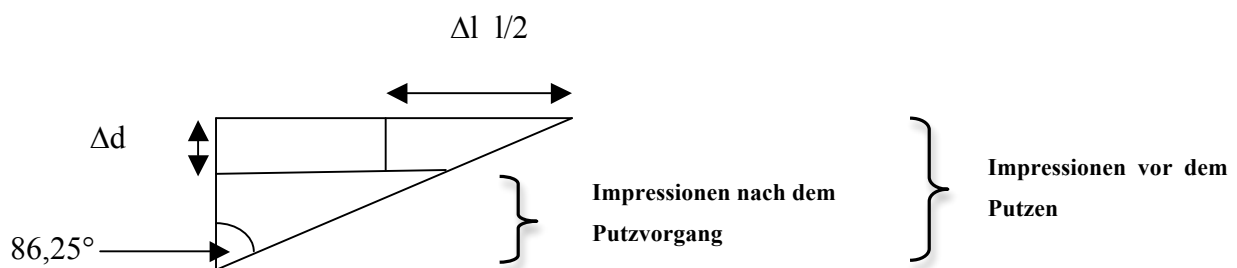 Δl  l/2
Δd
Impressionen vor dem
Putzen
Impressionen nach dem
Putzvorgang
86,25°